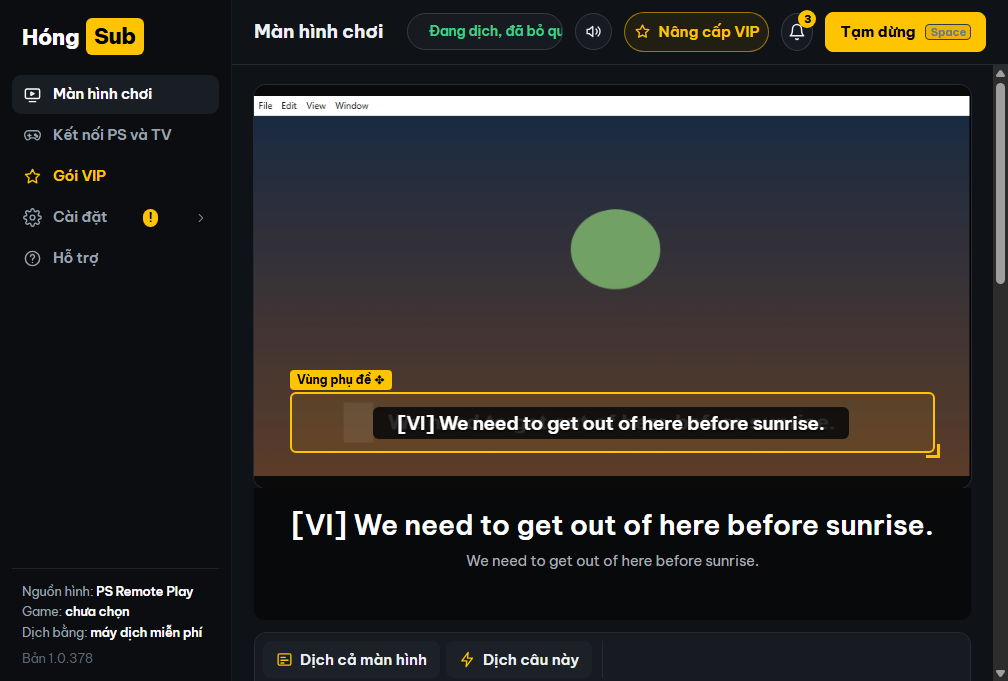 Hóng Sub
Màn hình chơi
Kết nối PS và TV
Gói VIP
Cài đặt !
Hỗ trợ
Nguồn hình: PS Remote Play
Game: chưa chọn
Dịch bằng: máy dịch miễn phí
Bản 1.0.378
Màn hình chơi
Đang dịch, đã bỏ qu
Nâng cấp VIP
3
Tạm dừng Space
File Edit View Window
Vùng phụ đề
[VI] We need to get out of here before sunrise.
[VI] We need to get out of here before sunrise.
We need to get out of here before sunrise.
Dịch cả màn hình
Dịch câu này